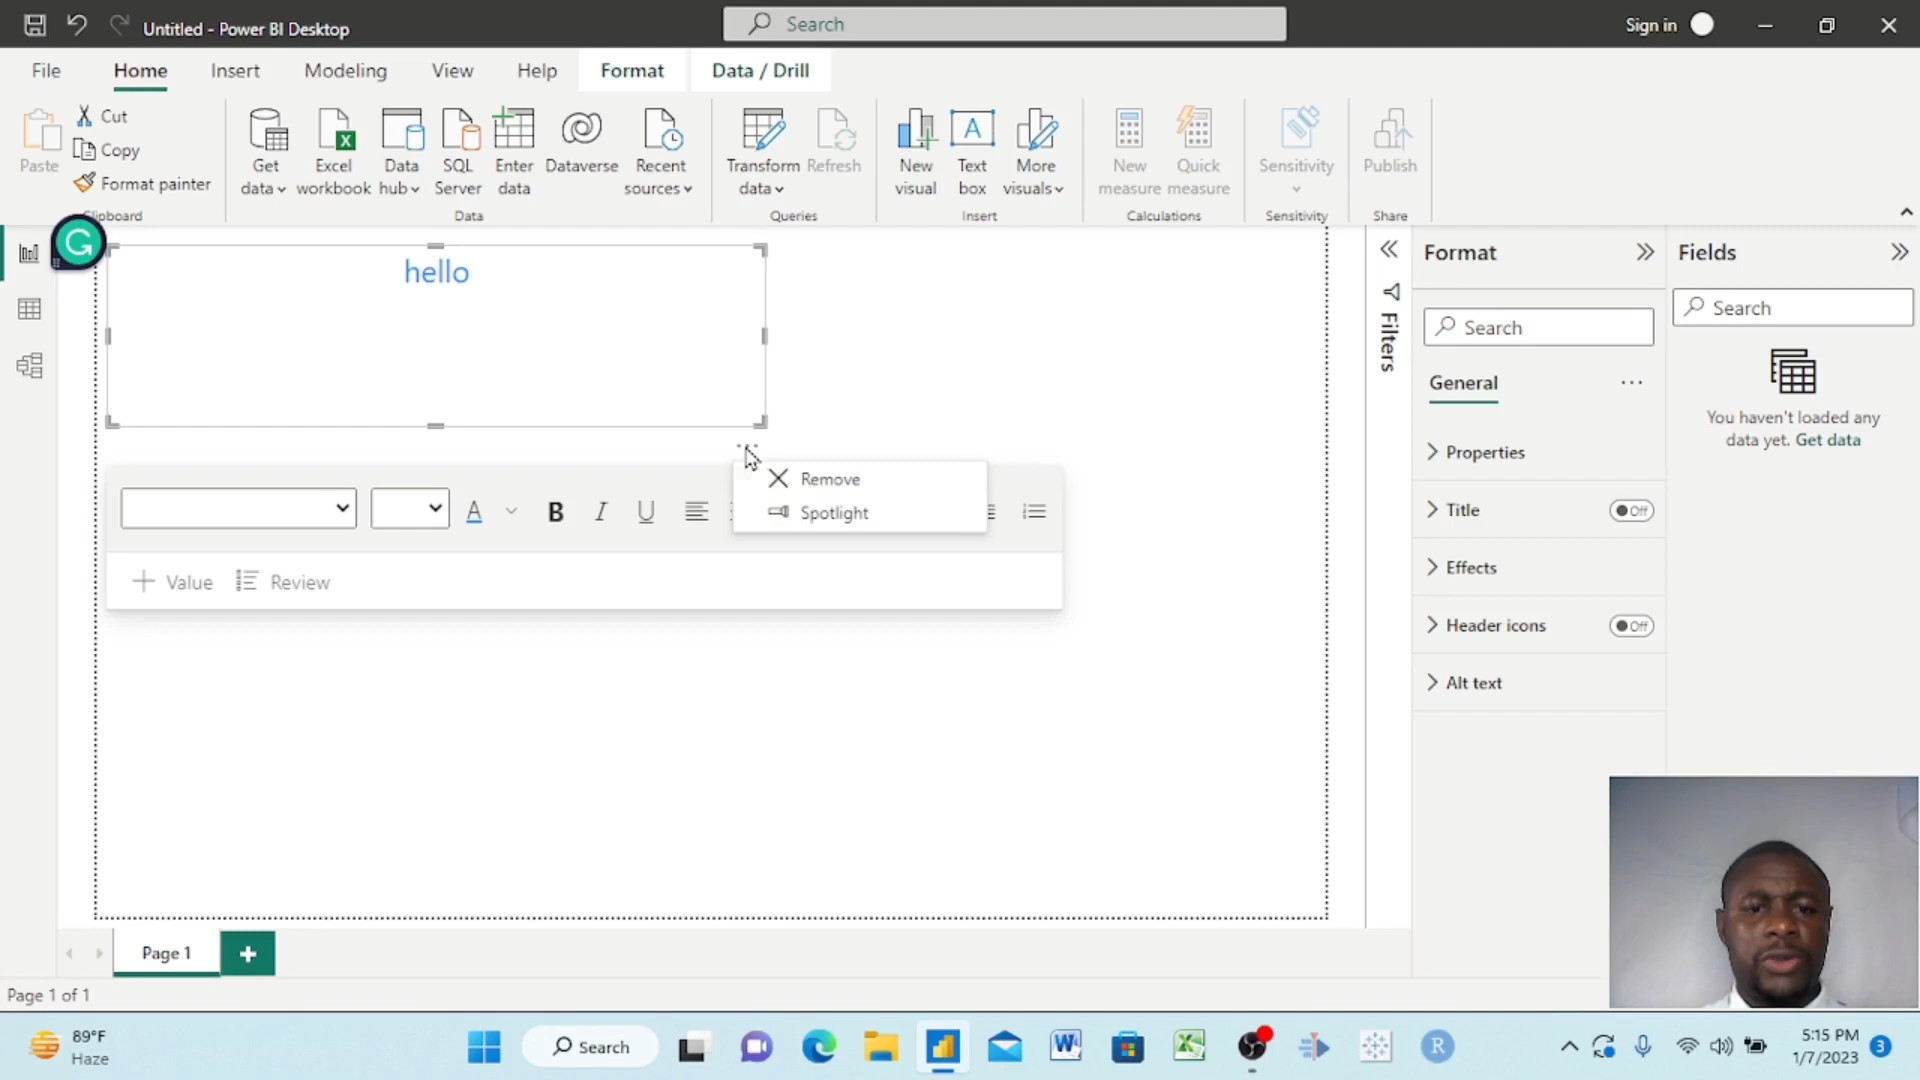 Untitled - Power BI Desktop
Search
Sign in
File
Home
Insert
Modeling
View
Help
Format
Data / Drill
Paste
Cut
Copy
Format painter
Clipboard
Get data
Excel workbook
Data hub
SQL Server
Enter data
Dataverse
Recent sources
Data
Transform data
Refresh
Queries
New visual
Text box
More visuals
Insert
New measure
Quick measure
Calculations
Sensitivity
Sensitivity
Publish
Share
hello
Remove
Spotlight
A
B
I
U
Value
Review
Filters
Format
Search
General
Properties
Title
Off
Effects
Header icons
Off
Alt text
Fields
Search
You haven't loaded any
data yet. Get data
Page 1
Page 1 of 1
89°F
Haze
Search
R
5:15 PM
1/7/2023
3